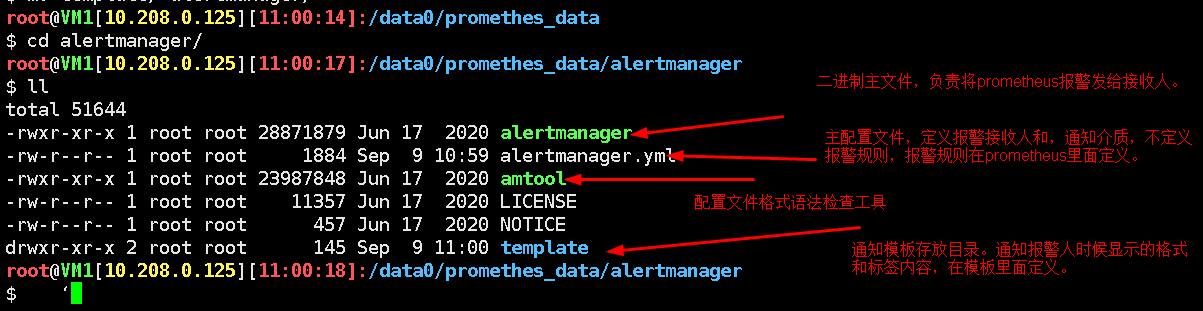 root@VM1[10.208.0.125][11:00:14]:/data0/promethes_data
$ cd alertmanager/
root@VM1[10.208.0.125][11:00:17]:/data0/promethes_data/alertmanager
$ ll
二进制主文件，负责将prometheus报警发给接收人。
total 51644
-rwxr-xr-x 1 root root 28871879 Jun 17  2020 alertmanager
主配置文件，定义报警接收人和，通知介质，不定义
报警规则，报警规则在prometheus里面定义。
-rw-r--r-- 1 root root     1884 Sep  9 10:59 alertmanager.yml
-rwxr-xr-x 1 root root 23987848 Jun 17  2020 amtool
配置文件格式语法检查工具
-rw-r--r-- 1 root root    11357 Jun 17  2020 LICENSE
-rw-r--r-- 1 root root      457 Jun 17  2020 NOTICE
drwxr-xr-x 2 root root      145 Sep  9 11:00 template
通知模板存放目录。通知报警人时候显示的格式
和标签内容，在模板里面定义。
root@VM1[10.208.0.125][11:00:18]:/data0/promethes_data/alertmanager
$    ‘